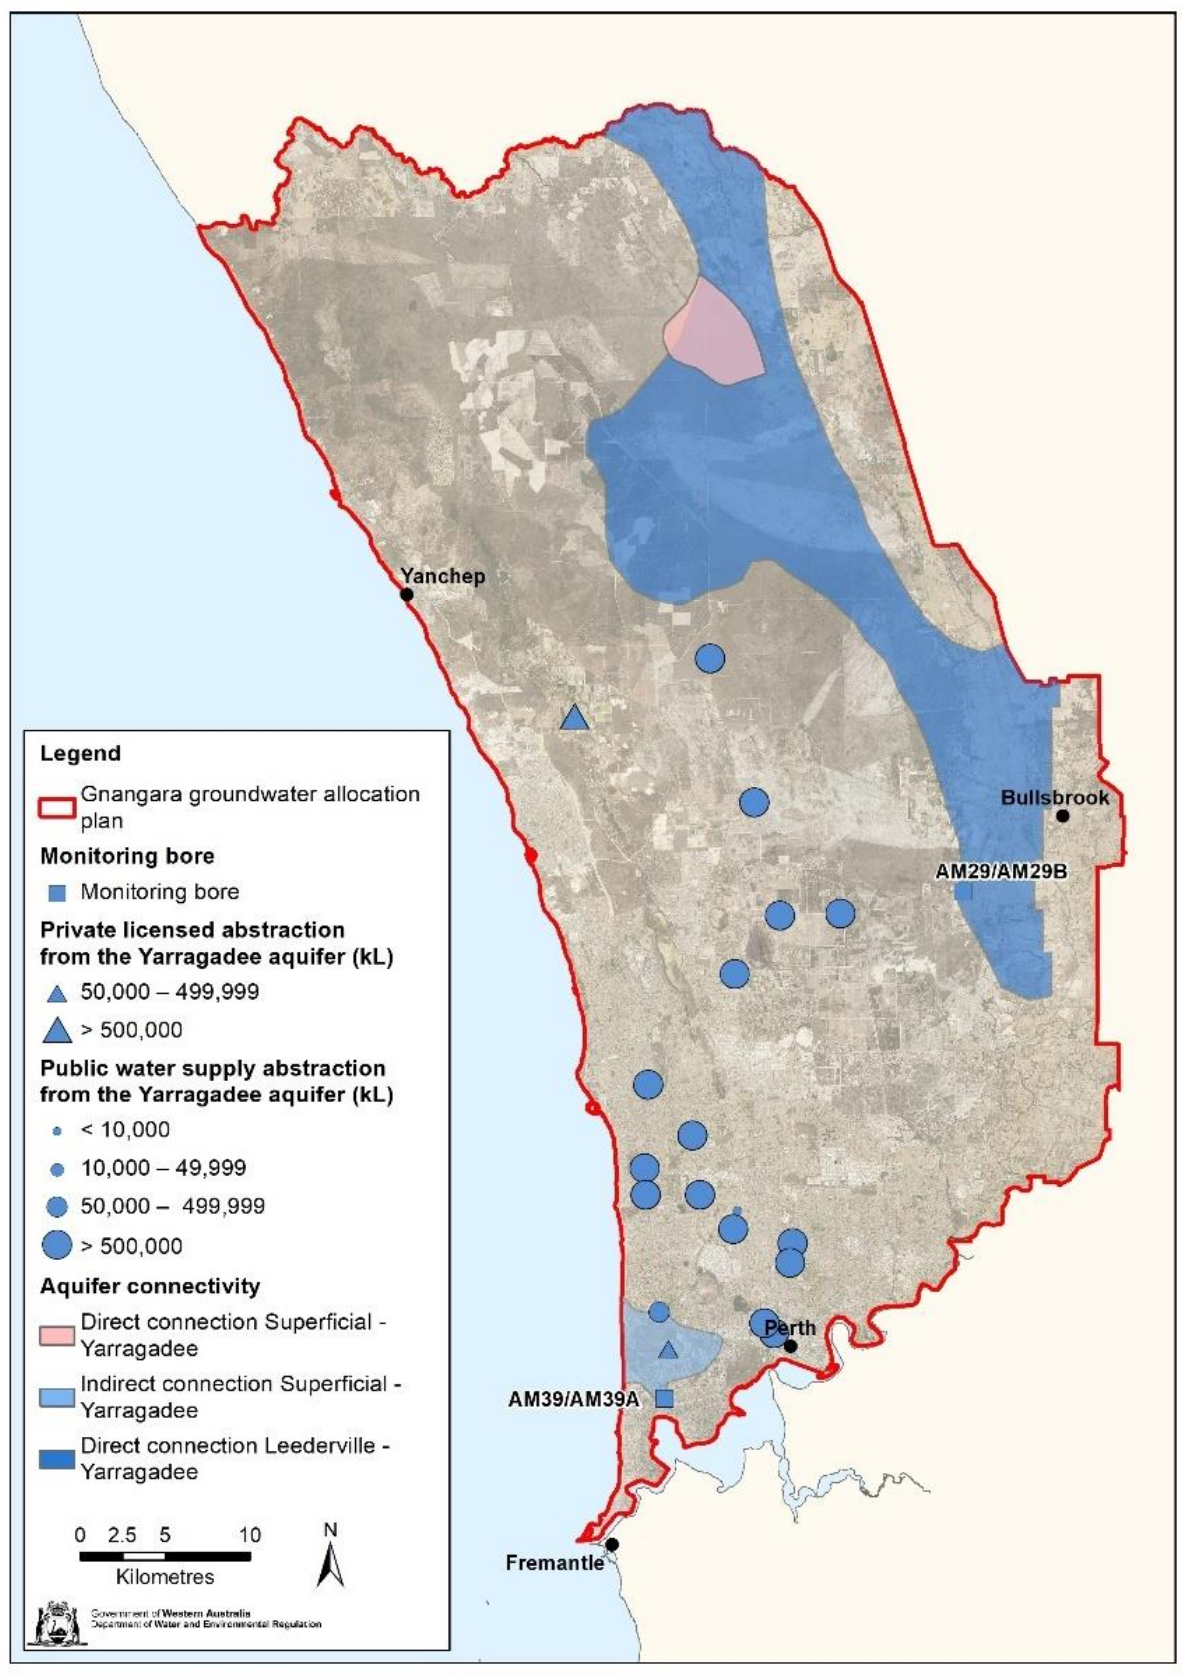 Yanchep
Bullsbrook
AM29/AM29B
Perth
AM39/AM39A
Fremantle
Legend
Gnangara groundwater allocation
plan
Monitoring bore
Monitoring bore
Private licensed abstraction
from the Yarragadee aquifer (kL)
50,000 – 499,999
> 500,000
Public water supply abstraction
from the Yarragadee aquifer (kL)
< 10,000
10,000 – 49,999
50,000 – 499,999
> 500,000
Aquifer connectivity
Direct connection Superficial -
Yarragadee
Indirect connection Superficial -
Yarragadee
Direct connection Leederville -
Yarragadee
0 2.5 5 10
Kilometres
N
Government of Western Australia
Department of Water and Environmental Regulation